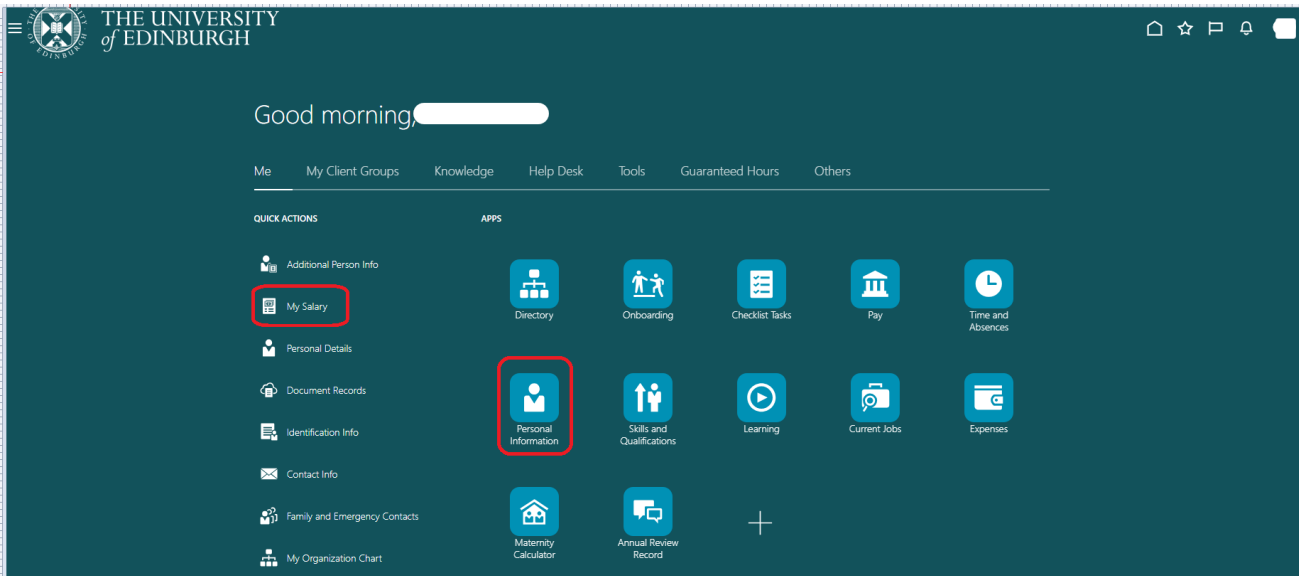 THE UNIVERSITY
of EDINBURGH
Good morning,
Me My Client Groups Knowledge Help Desk Tools Guaranteed Hours Others
QUICK ACTIONS
Additional Person Info
My Salary
Personal Details
Document Records
Identification Info
Contact Info
Family and Emergency Contacts
My Organization Chart
APPS
Directory
Onboarding
Checklist Tasks
Pay
Time and
Absences
Personal
Information
Skills and
Qualifications
Learning
Current Jobs
Expenses
Maternity
Calculator
Annual Review
Record